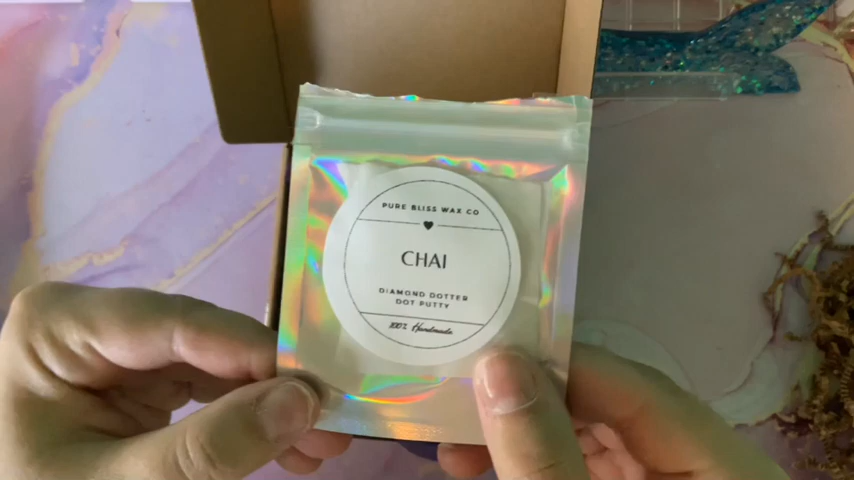 PURE BLISS WAX CO
CHAI
DIAMOND DOTTER
DOT PUTTY
100% Handmade